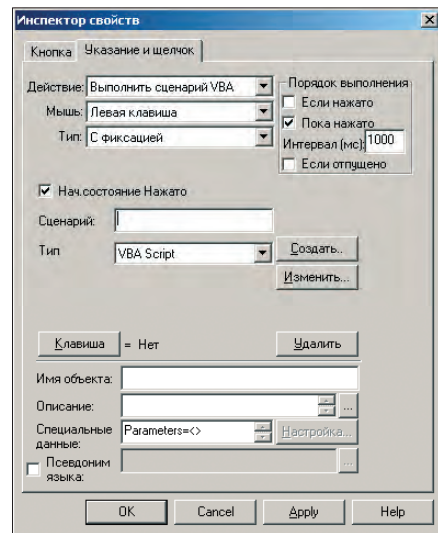 Инспектор свойств
Кнопка Указание и щелчок
Действие: Выполнить сценарий VBA
Мышь: Левая клавиша
Тип: С фиксацией
Порядок выполнения
Если нажато
Пока нажато
Интервал (мс): 1000
Если отпущено
Нач.состояние Нажато
Сценарий:
Тип VBA Script
Создать..
Изменить...
Клавиша = Нет Удалить
Имя объекта:
Описание: ...
Специальные данные: Parameters=<> Настройка...
Псевдоним языка: ...
OK Cancel Apply Help